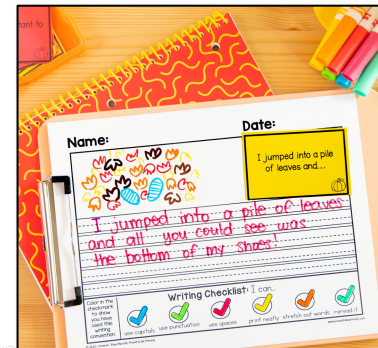 tant to
Name:
Date:
I jumped into a pile
of leaves and...
I jumped into a pile of leaves
and all you could see was
the bottom of my shoes!
Writing Checklist: I can...
Color in the
checkmark
to show
you have
used this
writing
convention.
use capitals
use punctuation
use spaces
print neatly
stretch out words
reread it